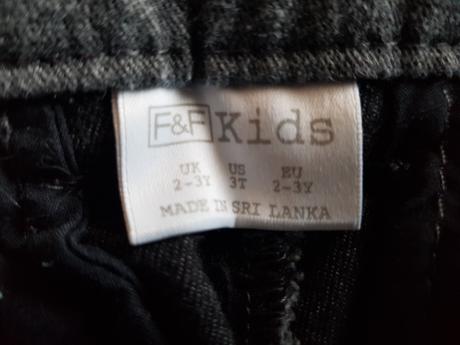 F&F Kids
UK US EU
2-3Y 3T 2-3Y
MADE IN SRI LANKA